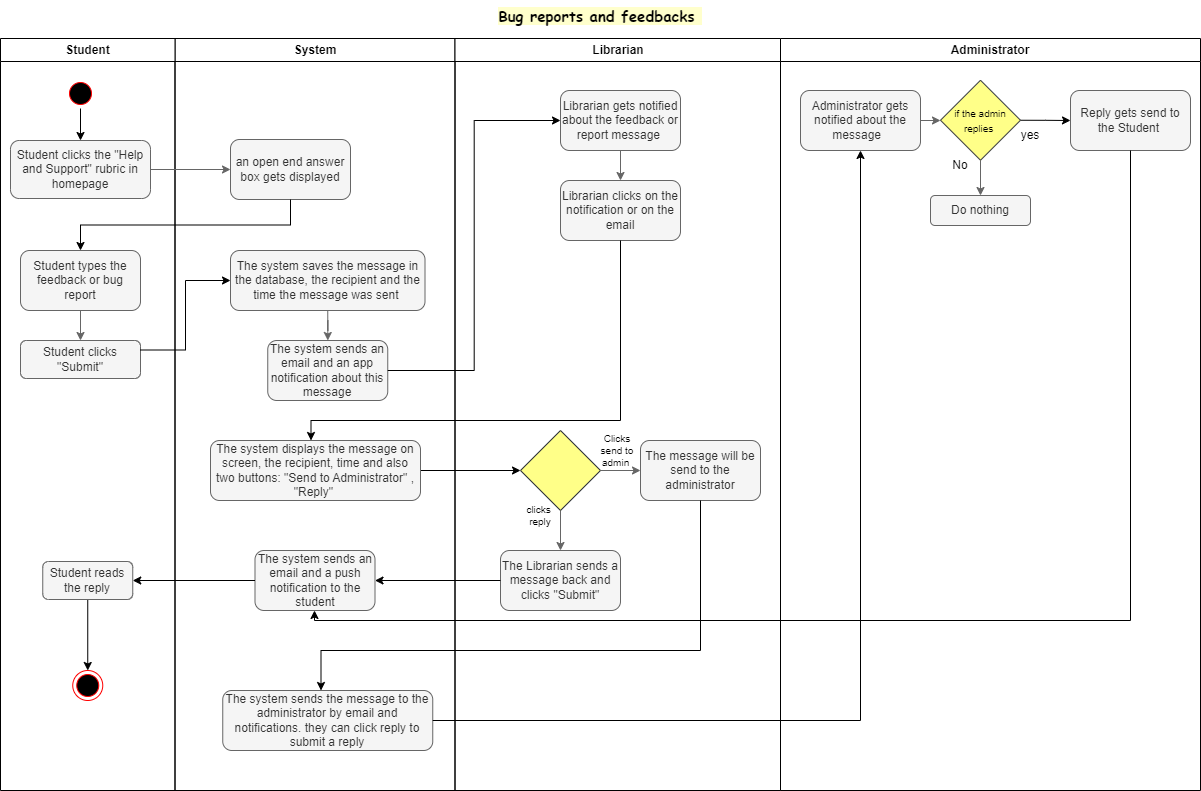 Bug reports and feedbacks
Student
System
Librarian
Administrator
Student clicks the "Help
and Support" rubric in
homepage
an open end answer
box gets displayed
Librarian gets notified
about the feedback or
report message
Administrator gets
notified about the
message
if the admin
replies
yes
Reply gets send to
the Student
No
Do nothing
Librarian clicks on the
notification or on the
email
Student types the
feedback or bug
report
The system saves the message in
the database, the recipient and the
time the message was sent
Student clicks
"Submit"
The system sends an
email and an app
notification about this
message
The system displays the message on
screen, the recipient, time and also
two buttons: "Send to Administrator" ,
"Reply"
Clicks
send to
admin
The message will be
send to the
administrator
clicks
reply
Student reads
the reply
The system sends an
email and a push
notification to the
student
The Librarian sends a
message back and
clicks "Submit"
The system sends the message to the
administrator by email and
notifications. they can click reply to
submit a reply